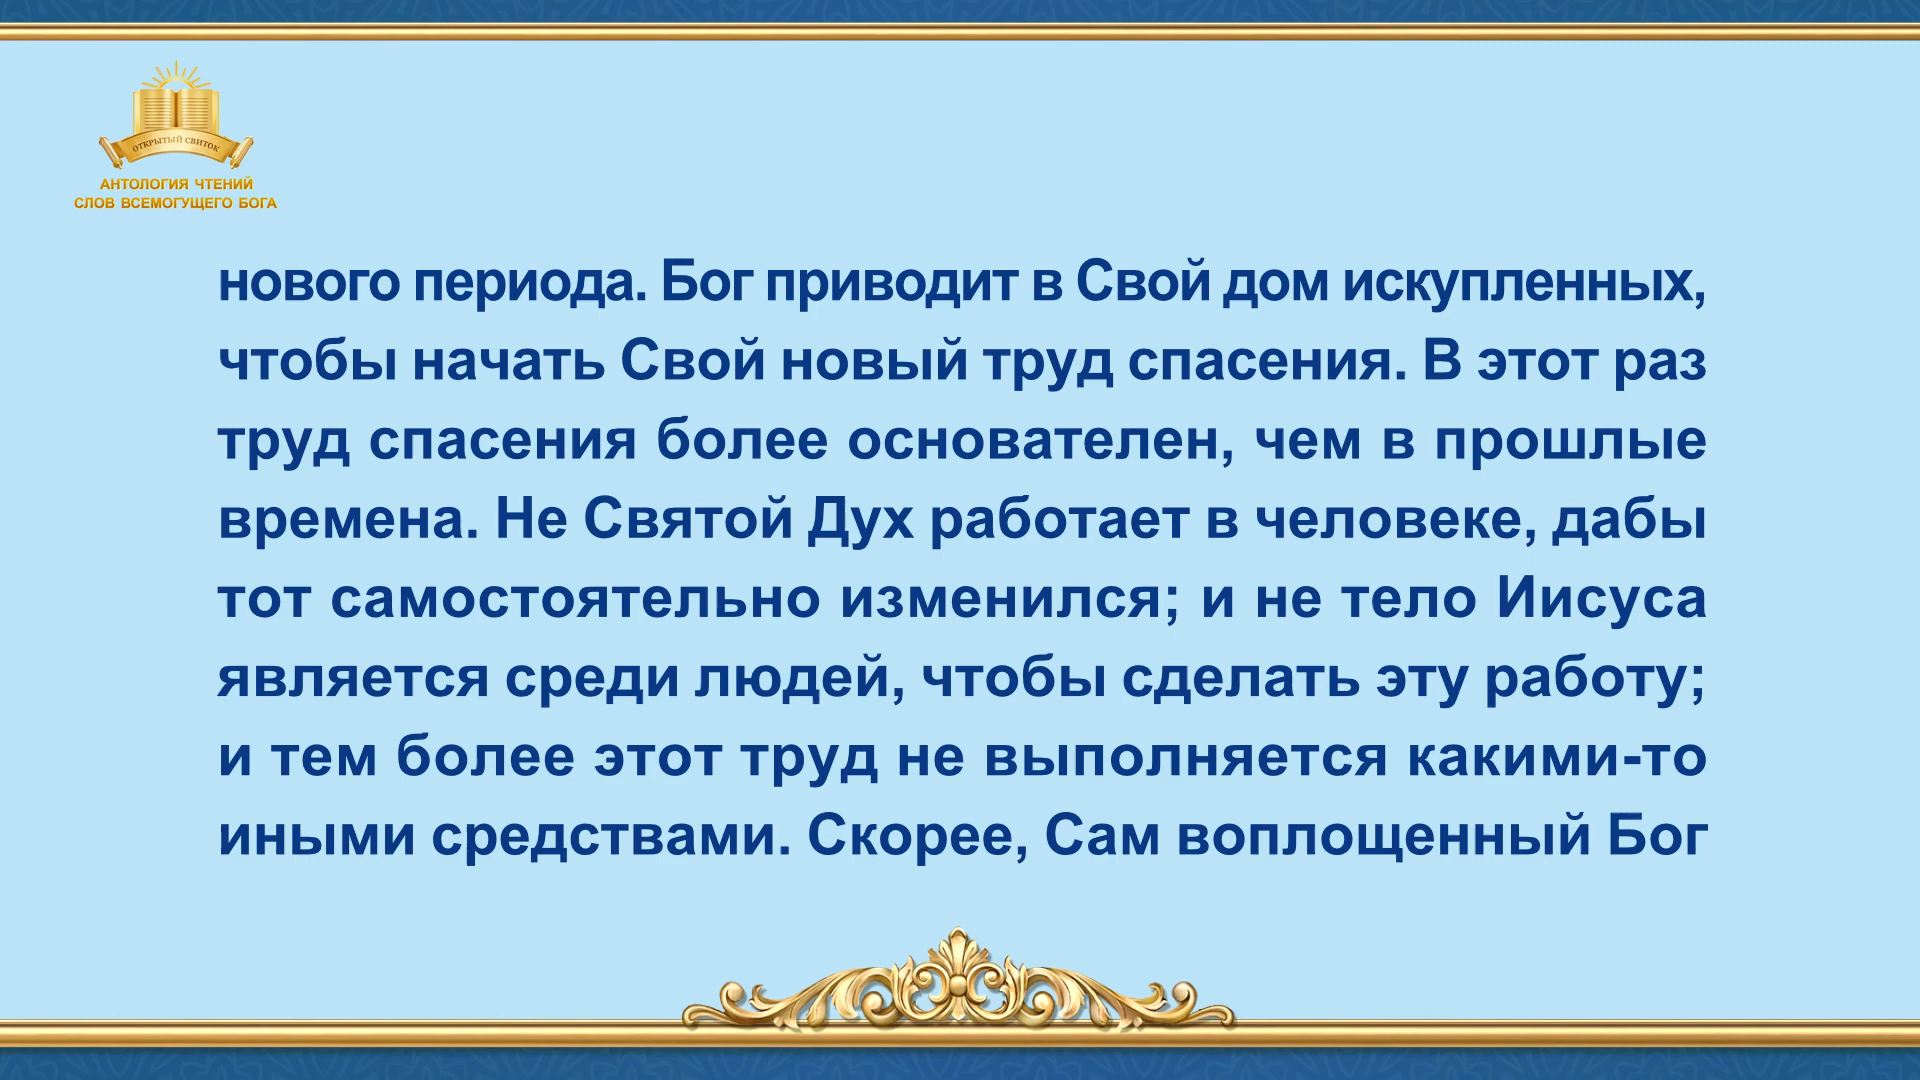 ОТКРЫТЫЙ СВИТОК
АНТОЛОГИЯ ЧТЕНИЙ
СЛОВ ВСЕМОГУЩЕГО БОГА
нового периода. Бог приводит в Свой дом искупленных,
чтобы начать Свой новый труд спасения. В этот раз
труд спасения более основателен, чем в прошлые
времена. Не Святой Дух работает в человеке, дабы
тот самостоятельно изменился; и не тело Иисуса
является среди людей, чтобы сделать эту работу;
и тем более этот труд не выполняется какими-то
иными средствами. Скорее, Сам воплощенный Бог